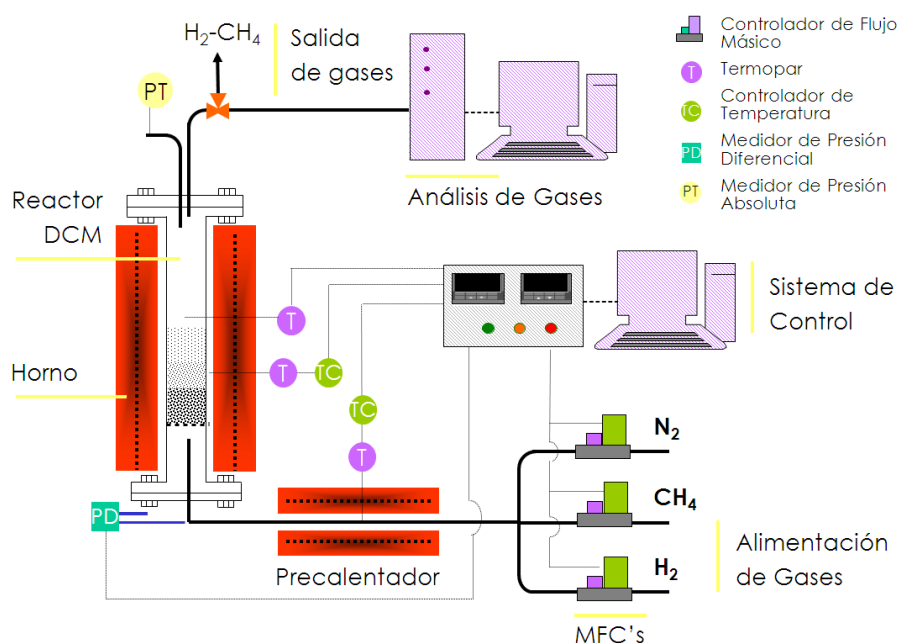 H2-CH4
Salida
de gases
PT
Análisis de Gases
Controlador de Flujo
Másico
T
Termopar
TC
Controlador de
Temperatura
PD
Medidor de Presión
Diferencial
PT
Medidor de Presión
Absoluta
Reactor
DCM
Horno
T
T
TC
TC
T
Sistema de
Control
PD
Precalentador
N2
CH4
H2
MFC's
Alimentación
de Gases